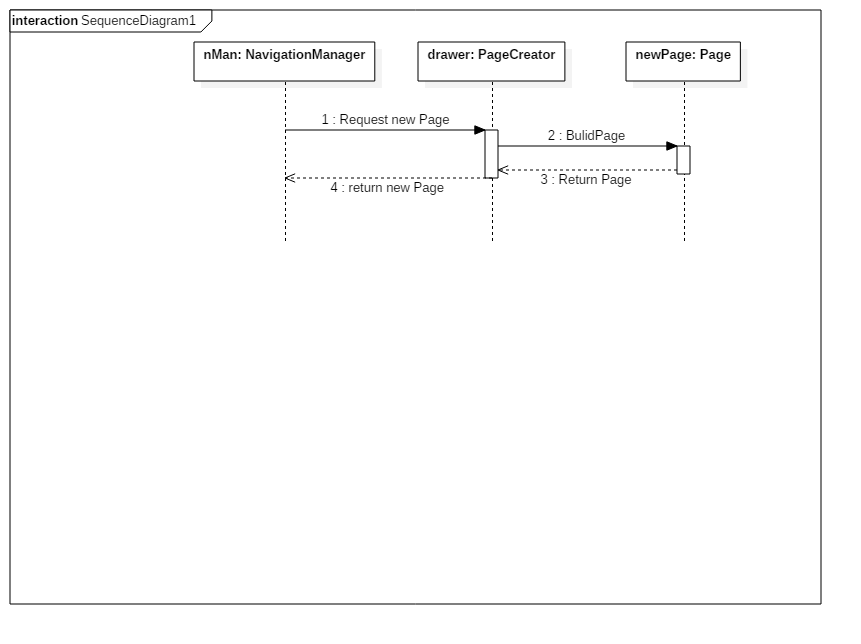 interaction SequenceDiagram1
nMan: NavigationManager
drawer: PageCreator
newPage: Page
1 : Request new Page
2 : BulidPage
3 : Return Page
4 : return new Page